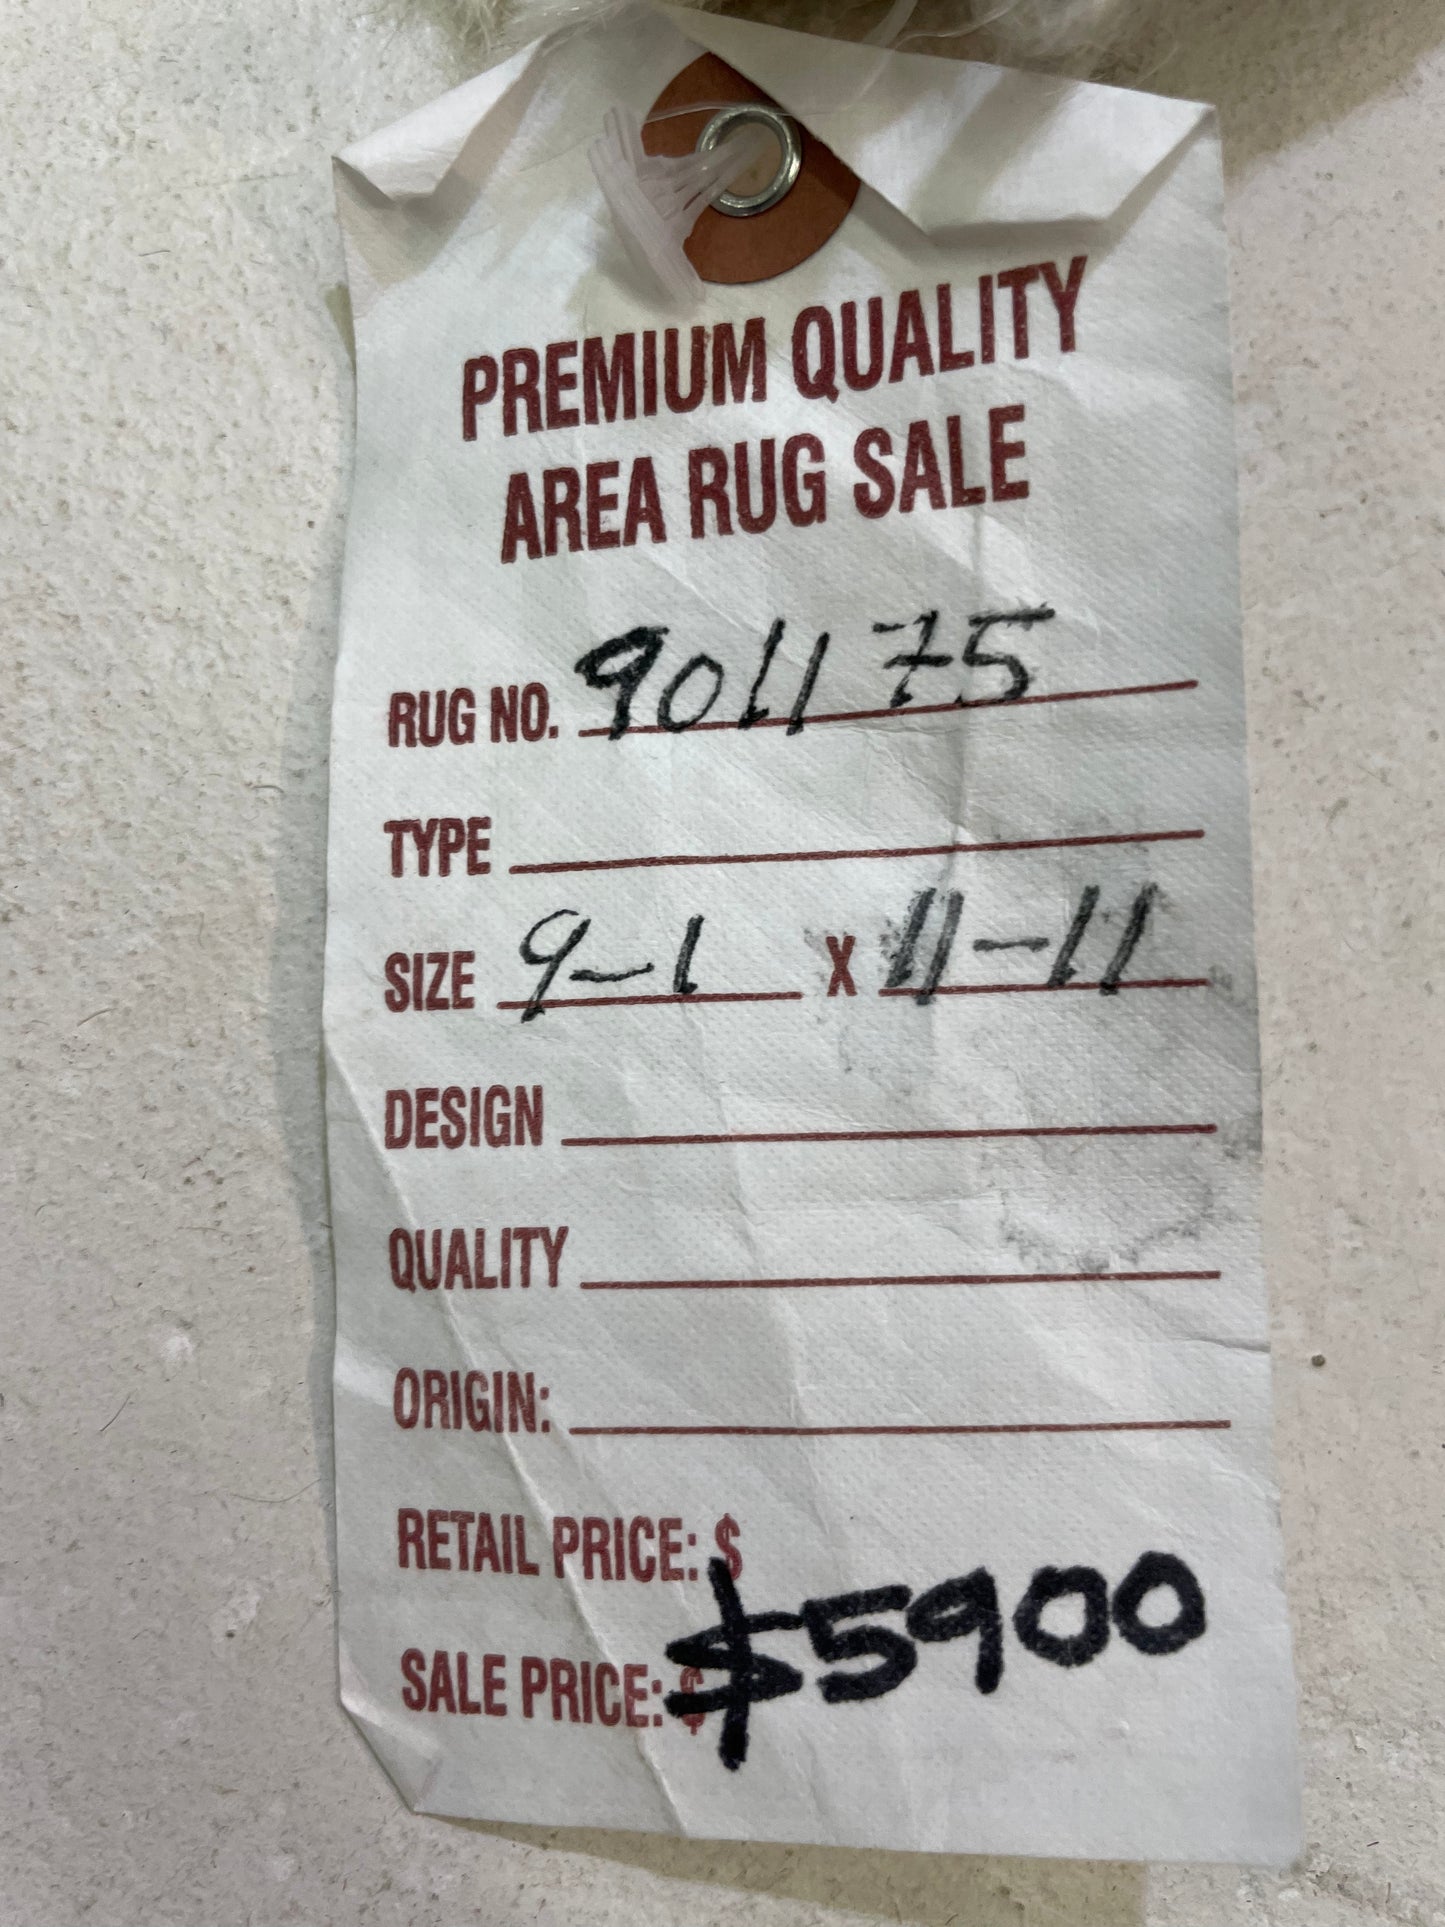 PREMIUM QUALITY
AREA RUG SALE
RUG NO. 901175
TYPE
SIZE 9-1 X 11-11
DESIGN
QUALITY
ORIGIN:
RETAIL PRICE: $
SALE PRICE: $ $5900